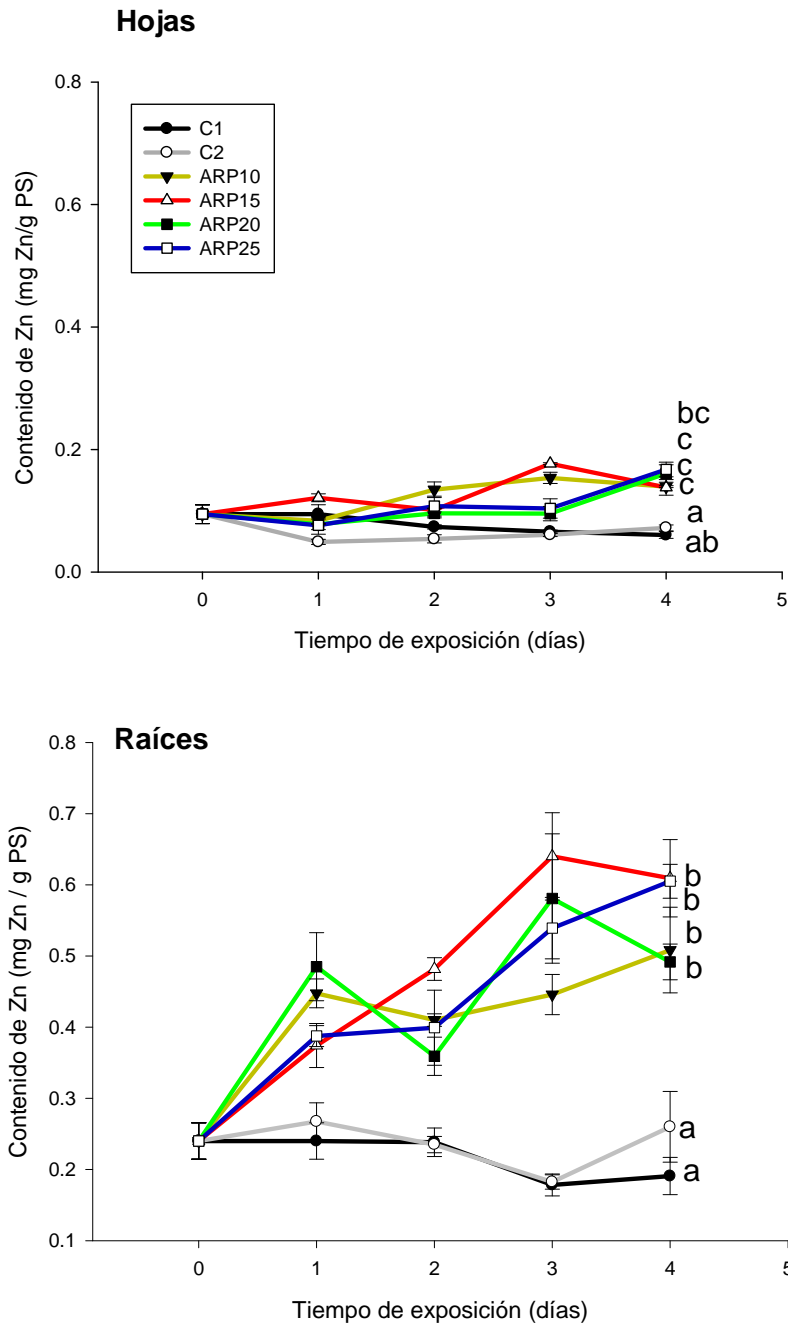 Hojas
0.8
0.6
0.4
0.2
0.0
Contenido de Zn (mg Zn/g PS)
C1
C2
ARP10
ARP15
ARP20
ARP25
bc
c
c
c
a
ab
0 1 2 3 4 5
Tiempo de exposición (días)
Raíces
0.8
0.7
0.6
0.5
0.4
0.3
0.2
0.1
Contenido de Zn (mg Zn / g PS)
b
b
b
b
a
a
0 1 2 3 4 5
Tiempo de exposición (días)